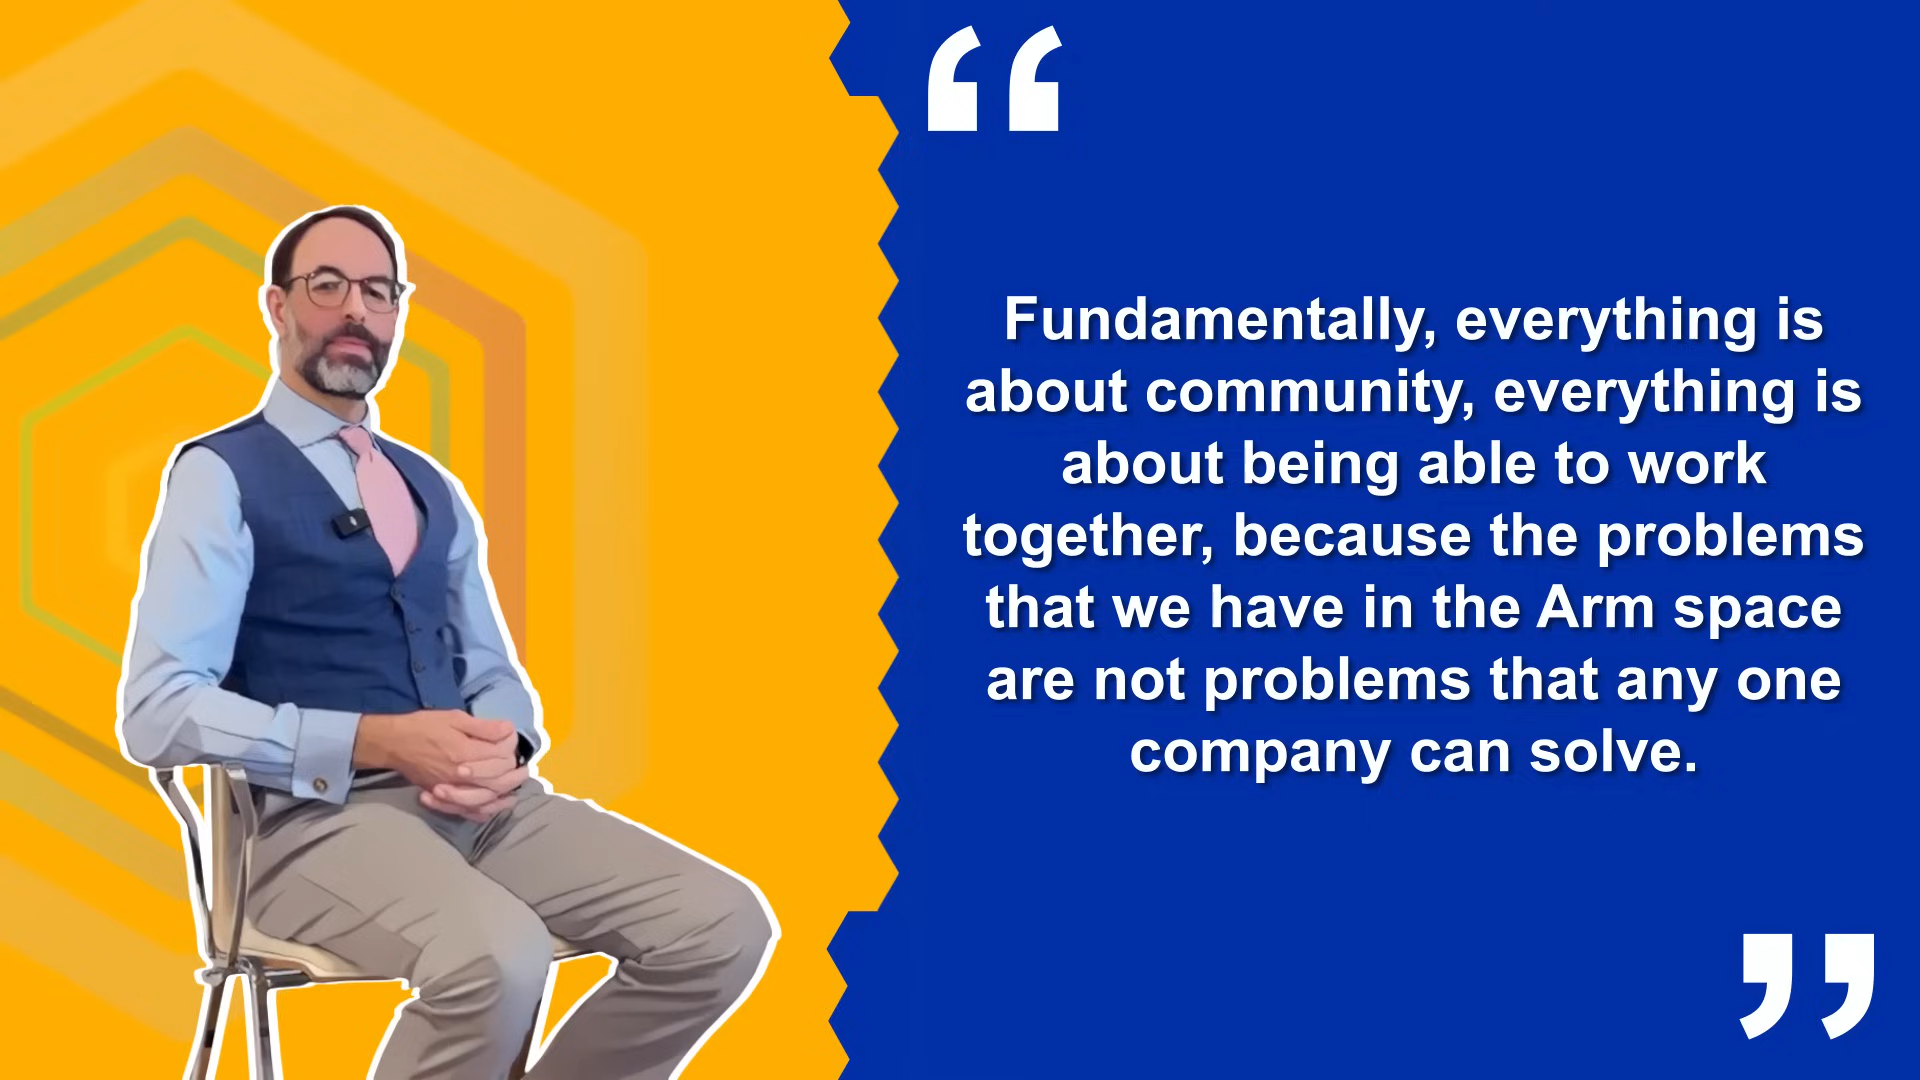 “
Fundamentally, everything is
about community, everything is
about being able to work
together, because the problems
that we have in the Arm space
are not problems that any one
company can solve.
”